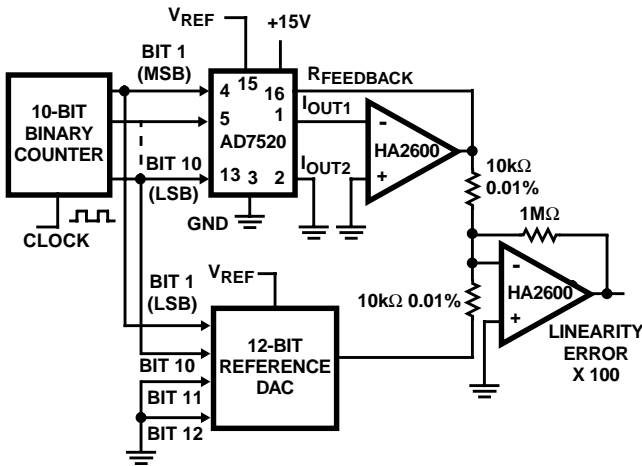 VREF
+15V
BIT 1
(MSB)
RFEEDBACK
4
15
16
10-BIT
BINARY
COUNTER
5
1
IOUT1
AD7520
-
HA2600
+
BIT 10
(LSB)
13
3
2
IOUT2
10kΩ
0.01%
GND
CLOCK
1MΩ
BIT 1
(LSB)
VREF
10kΩ 0.01%
-
HA2600
+
12-BIT
REFERENCE
DAC
BIT 10
BIT 11
BIT 12
LINEARITY
ERROR
X 100